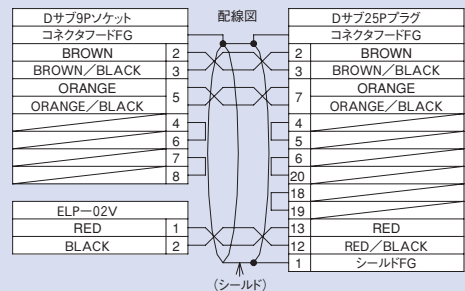 配線図
Dサブ9Pソケット
コネクタフードFG
BROWN 2
BROWN／BLACK 3
ORANGE
ORANGE／BLACK
5
4
6
7
8
ELP－02V
RED 1
BLACK 2
Dサブ25Pプラグ
コネクタフードFG
2 BROWN
3 BROWN／BLACK
7
ORANGE
ORANGE／BLACK
4
5
6
20
18
19
13 RED
12 RED／BLACK
1 シールドFG
(シールド)